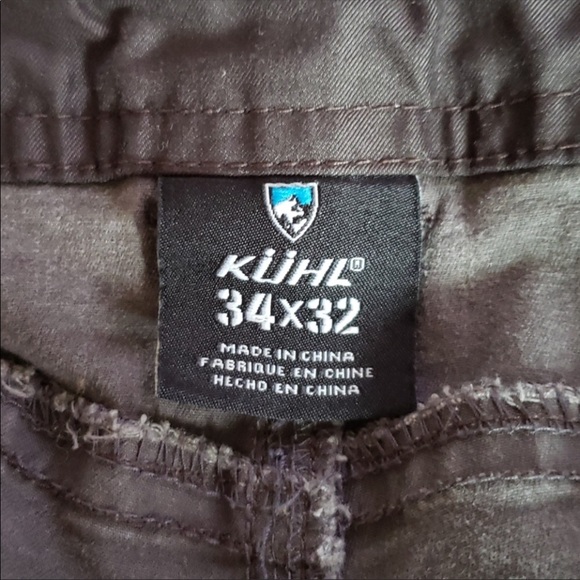 KÜHL®
34X32
MADE IN CHINA
FABRIQUE EN CHINE
HECHO EN CHINA